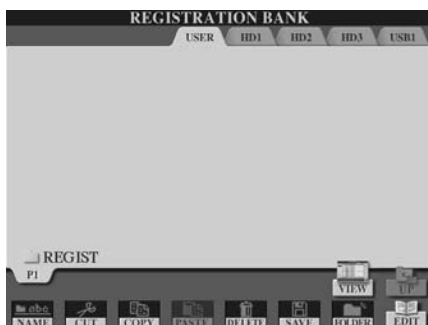 REGISTRATION BANK
USER HD1 HD2 HD3 USB1
REGIST
P1
VIEW UP
abc
NAME CUT COPY PASTE DELETE SAVE FOLDER EDIT